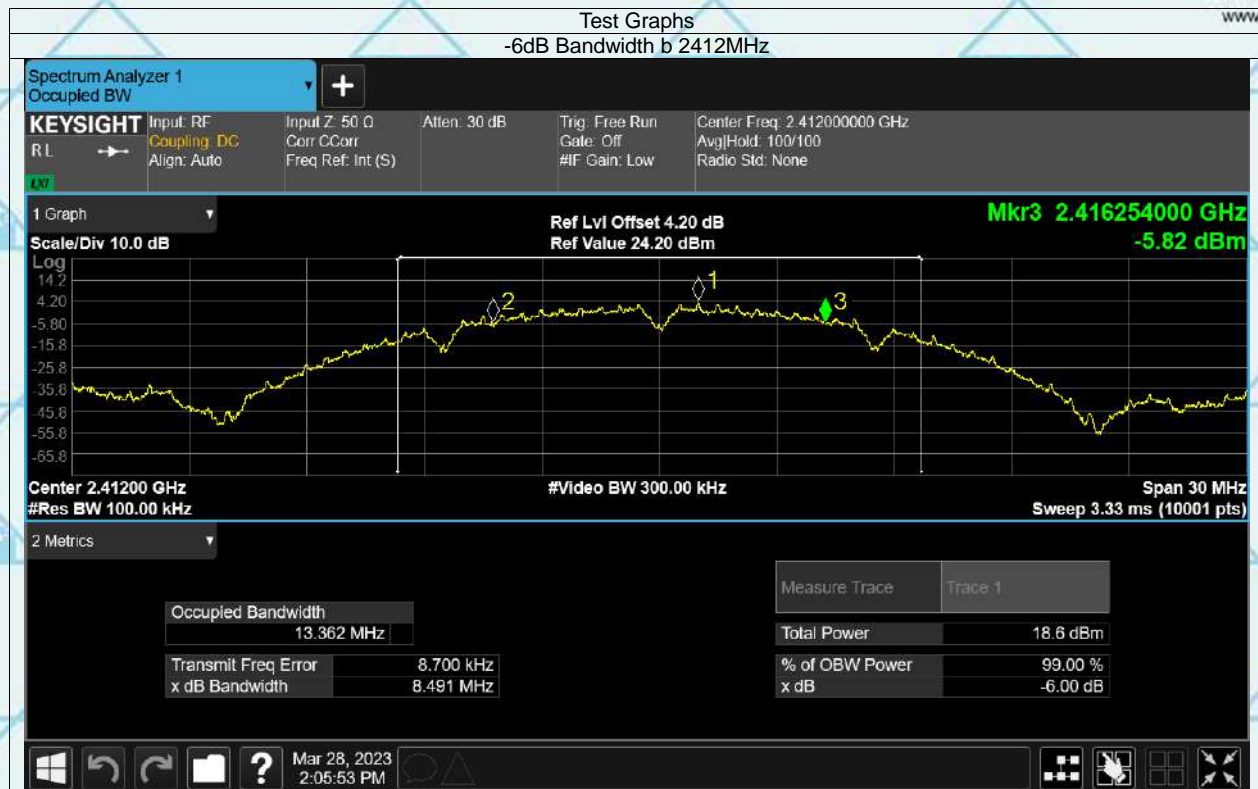 Test Graphs
www
-6dB Bandwidth b 2412MHz
Spectrum Analyzer 1
Occupied BW
+
KEYSIGHT
RL
LXI
Input: RF
Coupling: DC
Align: Auto
Input Z: 50 Ω
Corr CCorr
Freq Ref: Int (S)
Atten: 30 dB
Trig: Free Run
Gate: Off
#IF Gain: Low
Center Freq: 2.412000000 GHz
Avg|Hold: 100/100
Radio Std: None
1 Graph
Scale/Div 10.0 dB
Ref Lvl Offset 4.20 dB
Ref Value 24.20 dBm
Mkr3 2.416254000 GHz
-5.82 dBm
Log
14.2
4.20
-5.80
-15.8
-25.8
-35.8
-45.8
-55.8
-65.8
2
1
3
Center 2.41200 GHz
#Res BW 100.00 kHz
#Video BW 300.00 kHz
Span 30 MHz
Sweep 3.33 ms (10001 pts)
2 Metrics
Measure Trace Trace 1
Occupied Bandwidth
13.362 MHz
Total Power 18.6 dBm
Transmit Freq Error 8.700 kHz
% of OBW Power 99.00 %
x dB Bandwidth 8.491 MHz
x dB -6.00 dB
?
Mar 28, 2023
2:05:53 PM